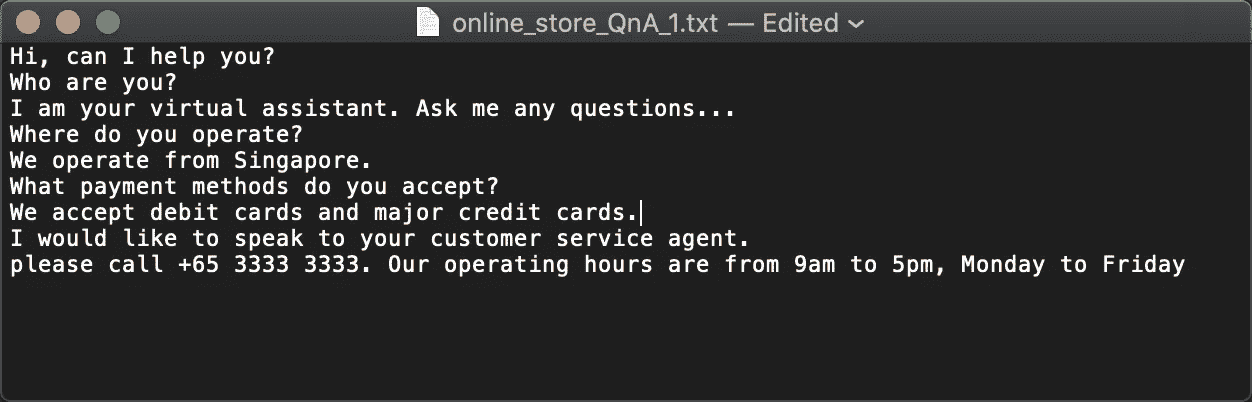 online_store_QnA_1.txt — Edited
Hi, can I help you?
Who are you?
I am your virtual assistant. Ask me any questions...
Where do you operate?
We operate from Singapore.
What payment methods do you accept?
We accept debit cards and major credit cards.
I would like to speak to your customer service agent.
please call +65 3333 3333. Our operating hours are from 9am to 5pm, Monday to Friday